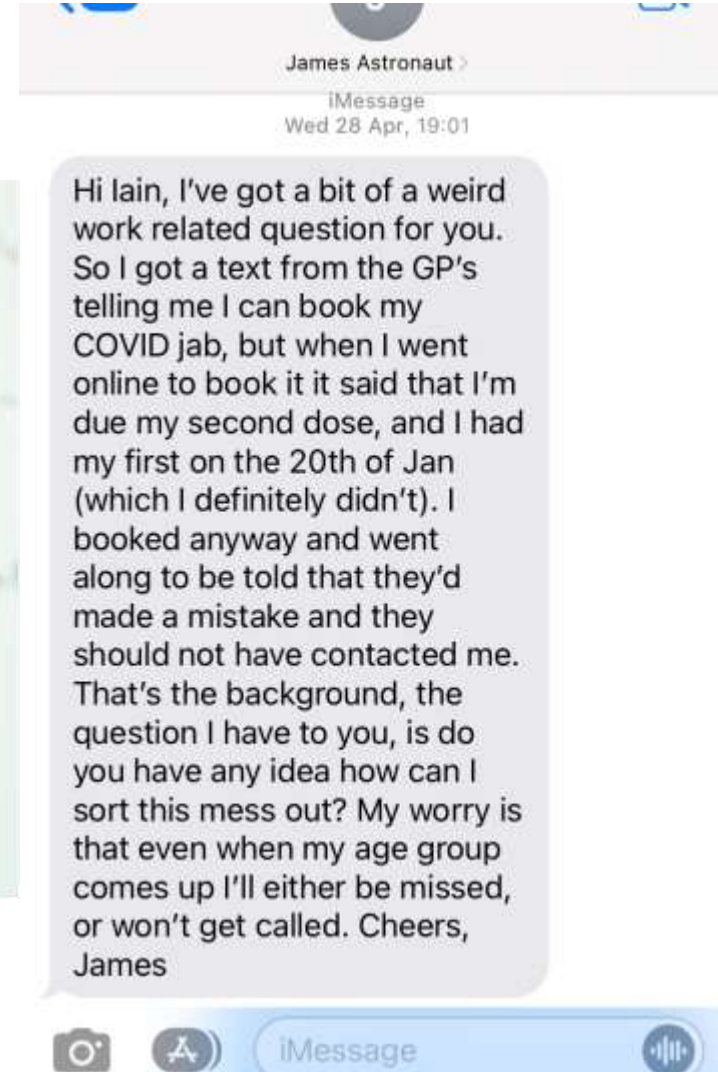 James Astronaut
iMessage
Wed 28 Apr, 19:01
Hi Iain, I've got a bit of a weird
work related question for you.
So I got a text from the GP's
telling me I can book my
COVID jab, but when I went
online to book it it said that I'm
due my second dose, and I had
my first on the 20th of Jan
(which I definitely didn't). I
booked anyway and went
along to be told that they'd
made a mistake and they
should not have contacted me.
That's the background, the
question I have to you, is do
you have any idea how can I
sort this mess out? My worry is
that even when my age group
comes up I'll either be missed,
or won't get called. Cheers,
James
iMessage